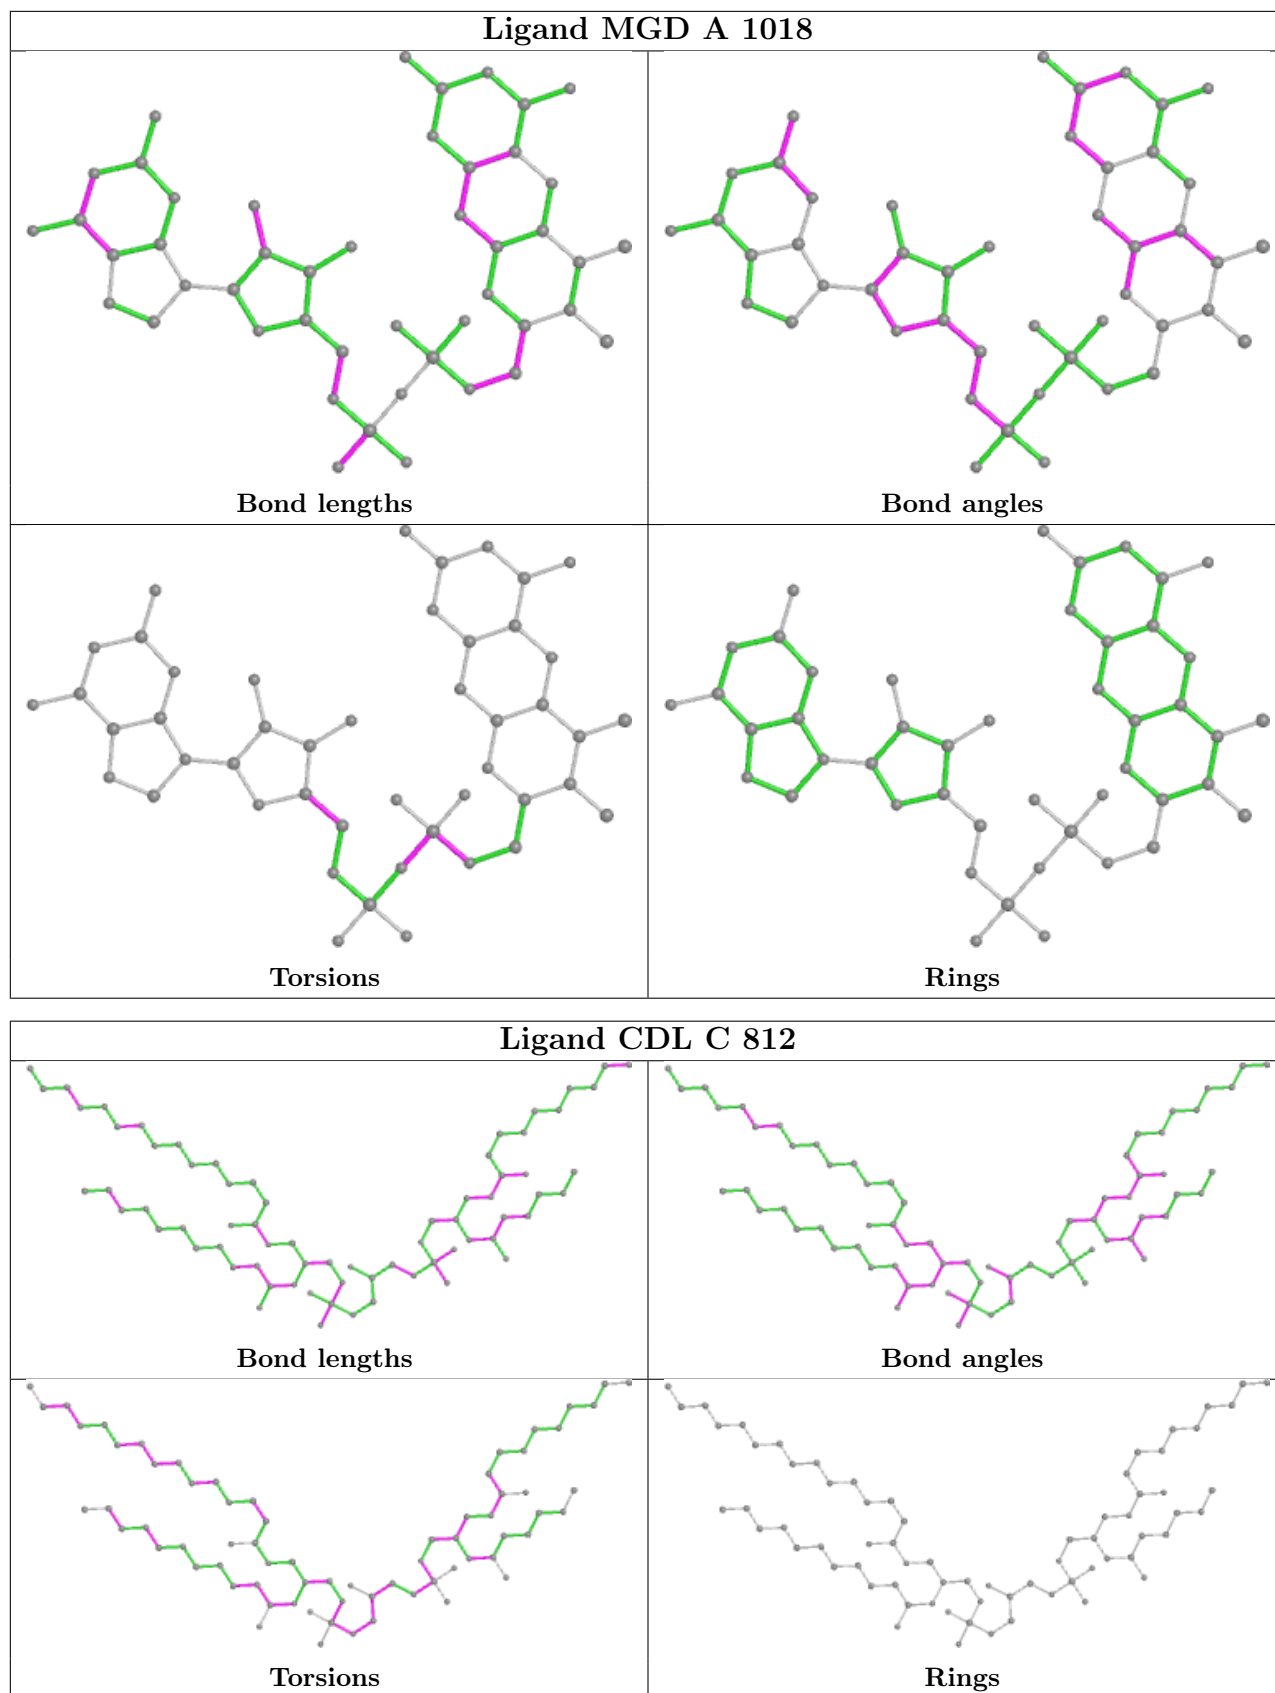 Ligand MGD A 1018
Bond lengths
Bond angles
Torsions
Rings
Ligand CDL C 812
Bond lengths
Bond angles
Torsions
Rings